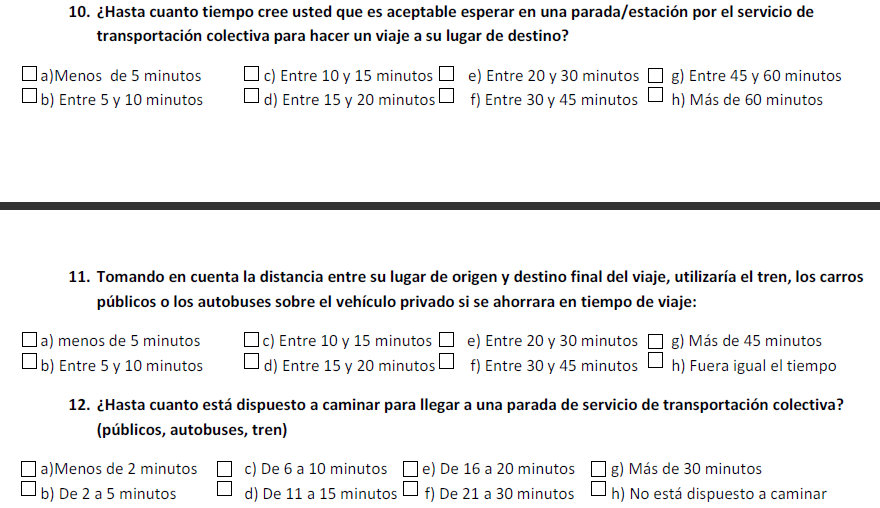 10. ¿Hasta cuanto tiempo cree usted que es aceptable esperar en una parada/estación por el servicio de
transportación colectiva para hacer un viaje a su lugar de destino?
a)Menos de 5 minutos c) Entre 10 y 15 minutos e) Entre 20 y 30 minutos g) Entre 45 y 60 minutos
b) Entre 5 y 10 minutos d) Entre 15 y 20 minutos f) Entre 30 y 45 minutos h) Más de 60 minutos
11. Tomando en cuenta la distancia entre su lugar de origen y destino final del viaje, utilizaría el tren, los carros
públicos o los autobuses sobre el vehículo privado si se ahorrara en tiempo de viaje:
a) menos de 5 minutos c) Entre 10 y 15 minutos e) Entre 20 y 30 minutos g) Más de 45 minutos
b) Entre 5 y 10 minutos d) Entre 15 y 20 minutos f) Entre 30 y 45 minutos h) Fuera igual el tiempo
12. ¿Hasta cuanto está dispuesto a caminar para llegar a una parada de servicio de transportación colectiva?
(públicos, autobuses, tren)
a)Menos de 2 minutos c) De 6 a 10 minutos e) De 16 a 20 minutos g) Más de 30 minutos
b) De 2 a 5 minutos d) De 11 a 15 minutos f) De 21 a 30 minutos h) No está dispuesto a caminar